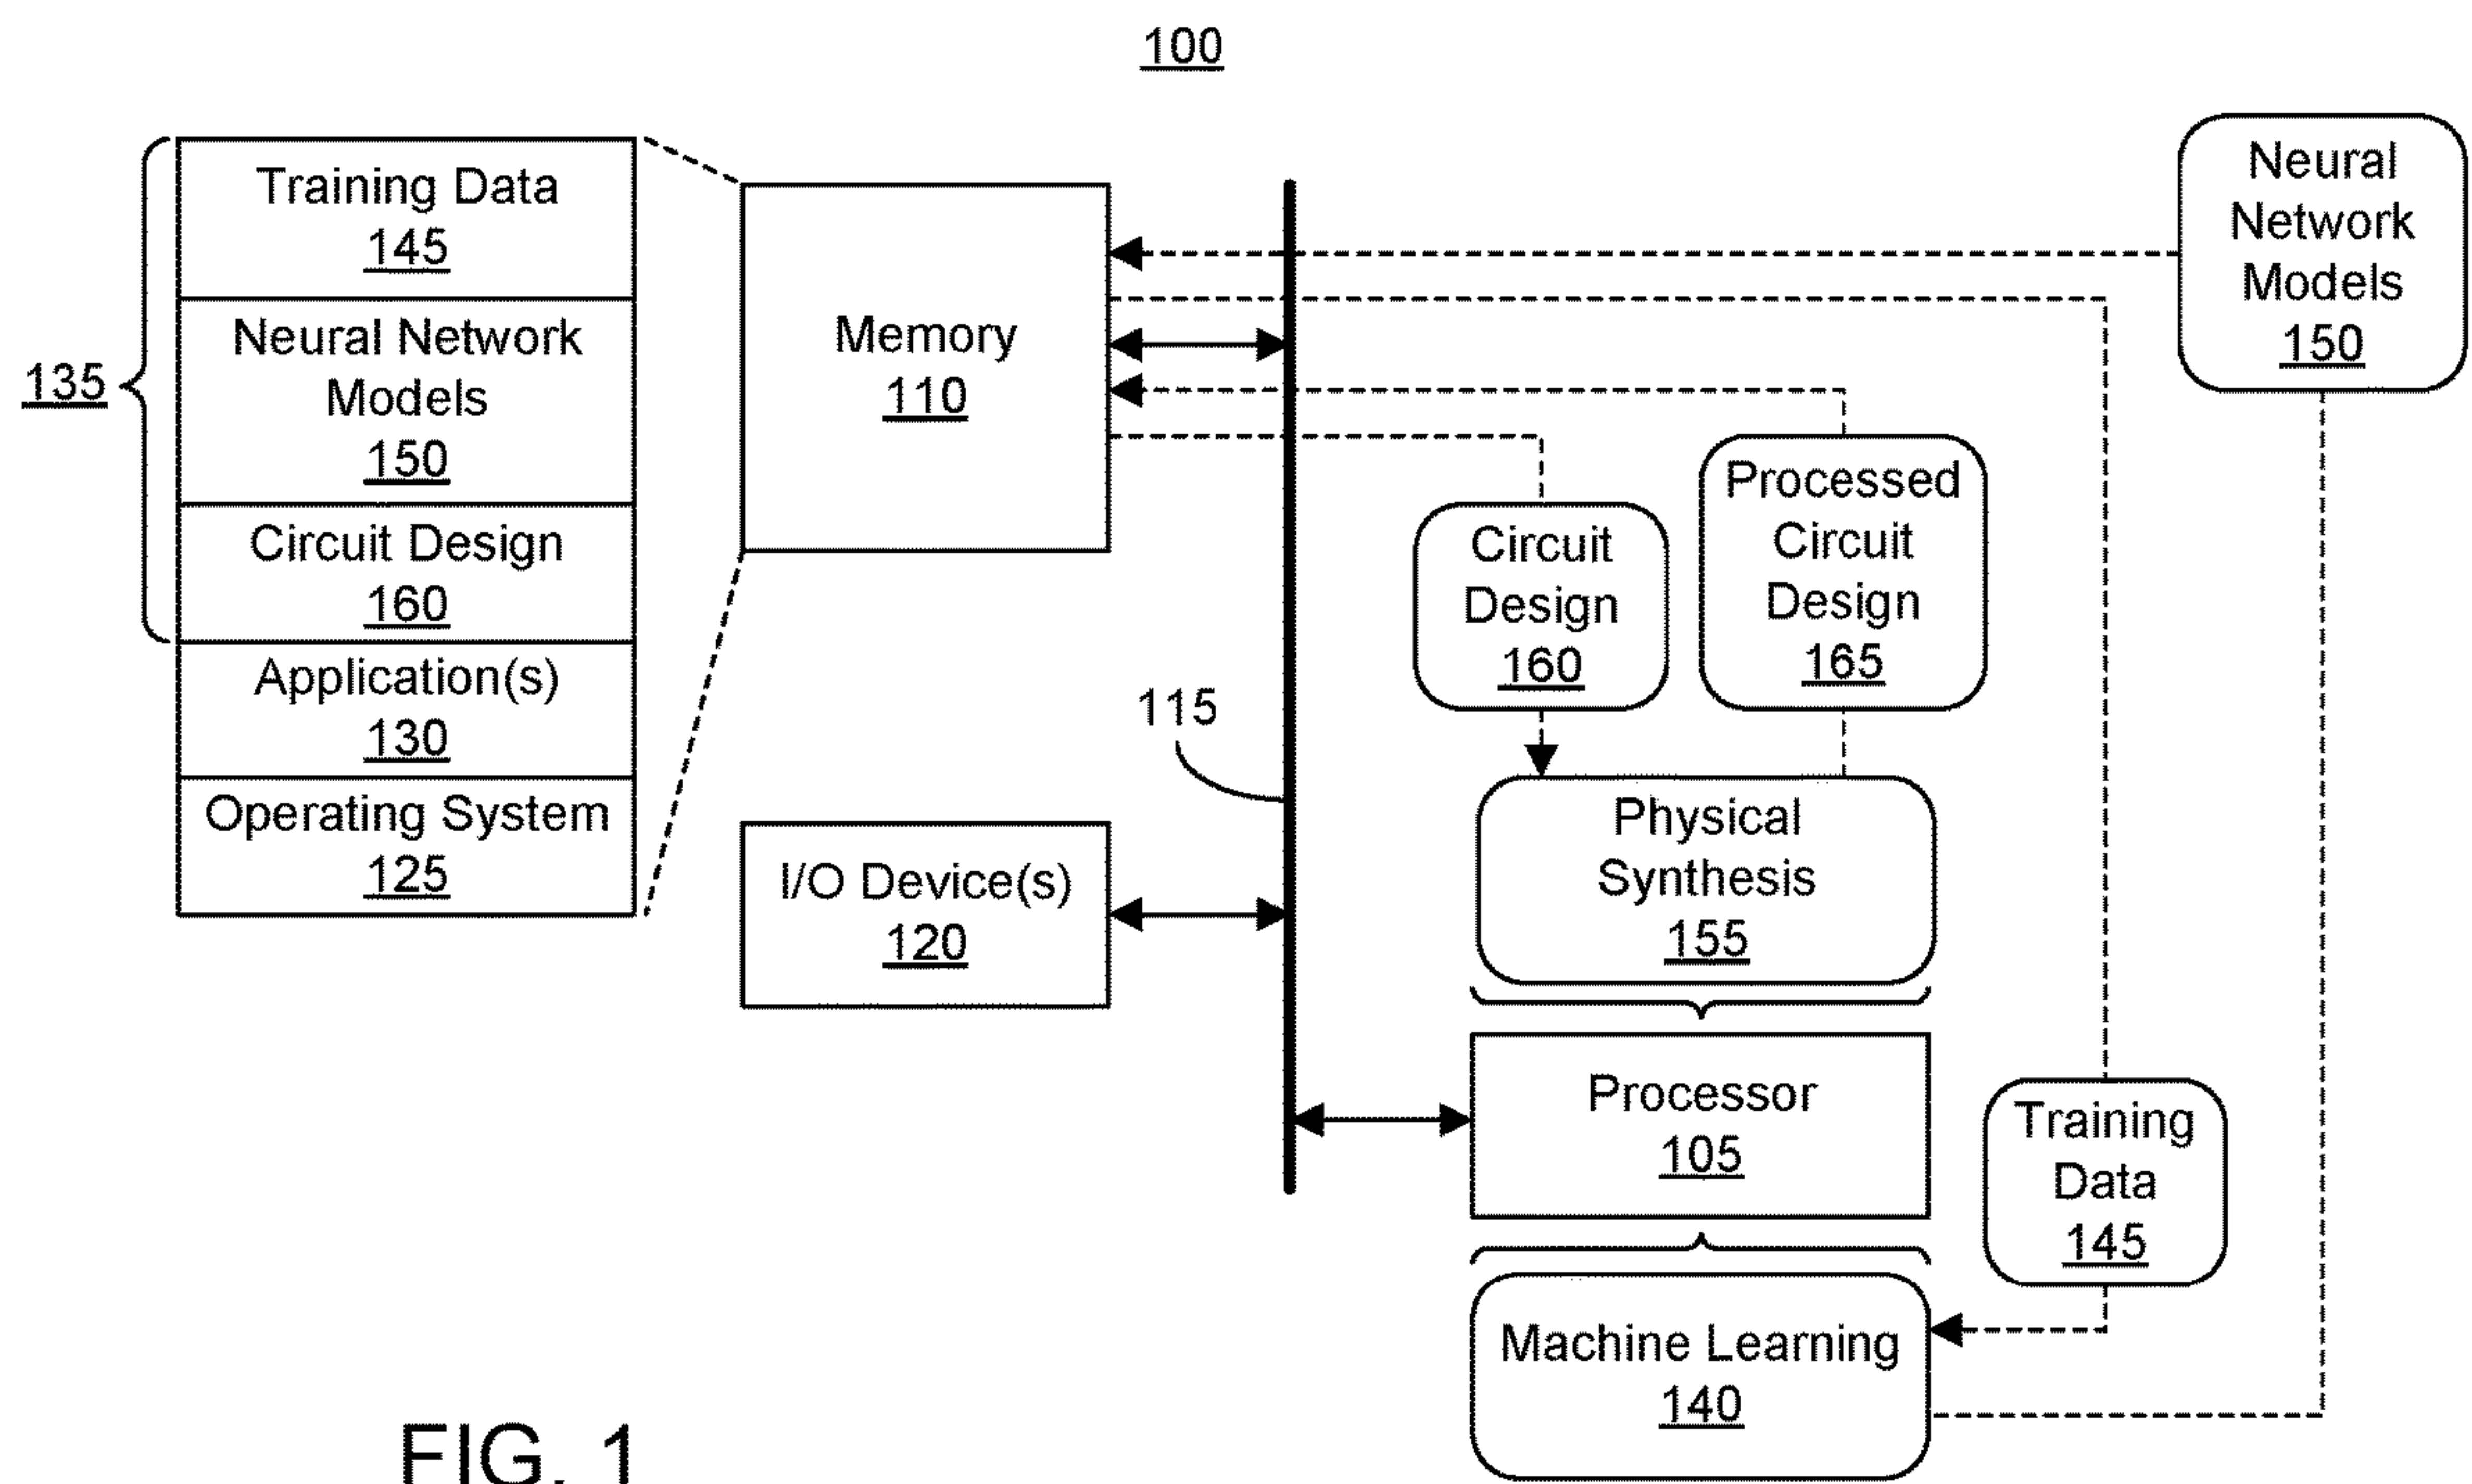 100
Training Data
145
Neural Network
Models
150
Circuit Design
160
Application(s)
130
Operating System
125
135
Memory
110
I/O Device(s)
120
115
Neural
Network
Models
150
Circuit
Design
160
Processed
Circuit
Design
165
Physical
Synthesis
155
Processor
105
Training
Data
145
Machine Learning
140
FIG. 1